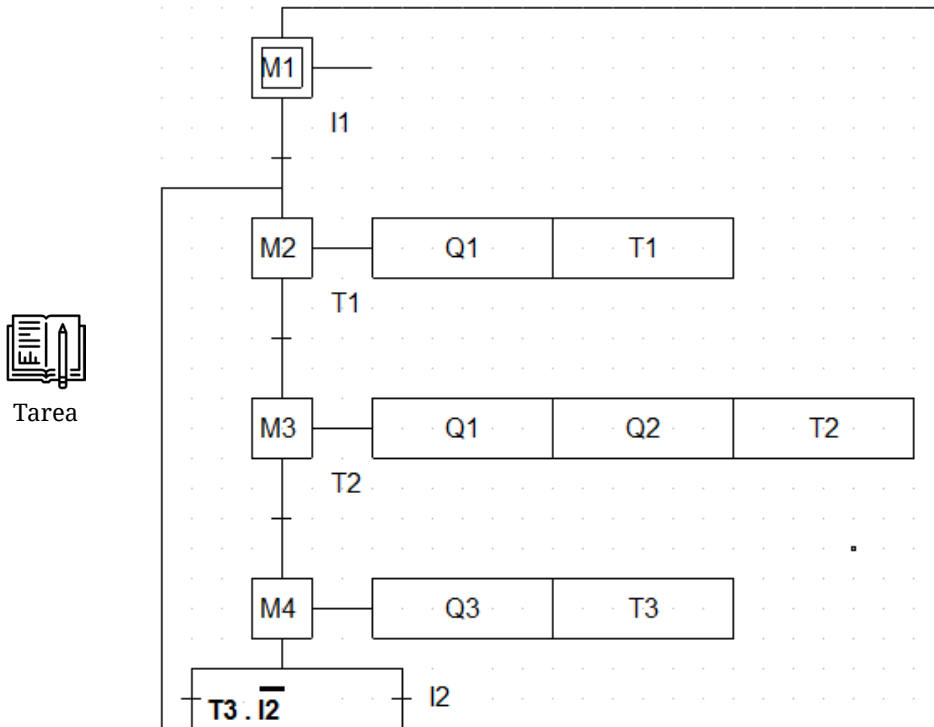 M1
I1
M2 Q1 T1
T1
Tarea
M3 Q1 Q2 T2
T2
M4 Q3 T3
T3 . I2̅ I2